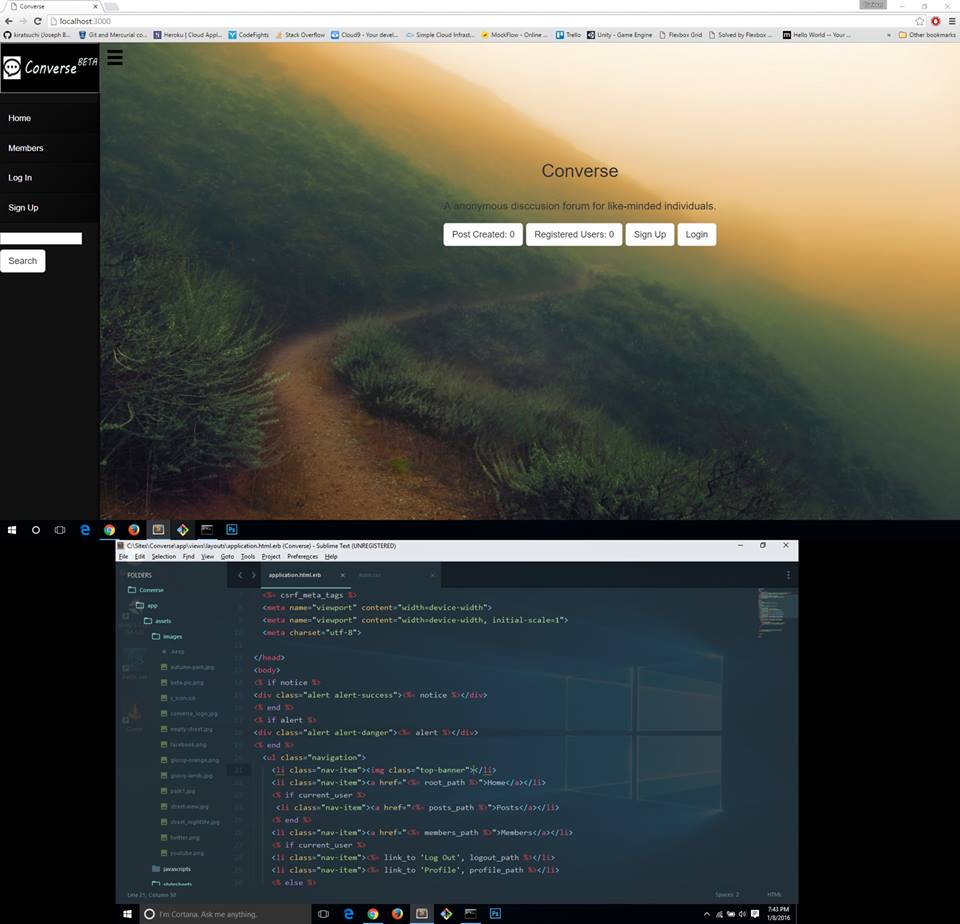 Converse
localhost:3000
kiratsuchi (Joseph B... Git and Mercurial co... Heroku | Cloud Appl... CodeFights Stack Overflow Cloud9 - Your devel... Simple Cloud Infrast... MockFlow - Online ... Trello Unity - Game Engine Flexbox Grid Solved by Flexbox ... Hello World -- Your ... » Other bookmarks
Converse BETA
Home
Members
Log In
Sign Up
Search
Converse
A anonymous disccusion forum for like-minded individuals.
Post Created: 0 Registered Users: 0 Sign Up Login
C:\Sites\Converse\app\views\layouts\application.html.erb (Converse) - Sublime Text (UNREGISTERED)
File Edit Selection Find View Goto Tools Project Preferences Help
FOLDERS
Converse
app
assets
images
.keep
autumn-park.jpg
beta-pic.png
c_icon.ico
converse_logo.jpg
empty-street.jpg
facebook.png
glossy-orange.png
glossy-lands.jpg
park1.jpg
street-view.jpg
street_nightlife.jpg
twitter.png
youtube.png
javascripts
stylesheets
application.html.erb
main.css
<%= csrf_meta_tags %>
<meta name="viewport" content="width=device-width">
<meta name="viewport" content="width=device-width, initial-scale=1">
<meta charset="utf-8">
</head>
<body>
<% if notice %>
<div class="alert alert-success"><%= notice %></div>
<% end %>
<% if alert %>
<div class="alert alert-danger"><%= alert %></div>
<% end %>
<ul class="navigation">
21 <li class="nav-item"><img class="top-banner"></li>
<li class="nav-item"><a href="<%= root_path %>">Home</a></li>
<% if current_user %>
<li class="nav-item"><a href="<%= posts_path %>">Posts</a></li>
<% end %>
<li class="nav-item"><a href="<%= members_path %>">Members</a></li>
<% if current_user %>
<li class="nav-item"><%= link_to 'Log Out', logout_path %></li>
<li class="nav-item"><%= link_to 'Profile', profile_path %></li>
<% else %>
Line 21, Column 50
Spaces: 2 HTML
I'm Cortana. Ask me anything.
7:43 PM
1/8/2016